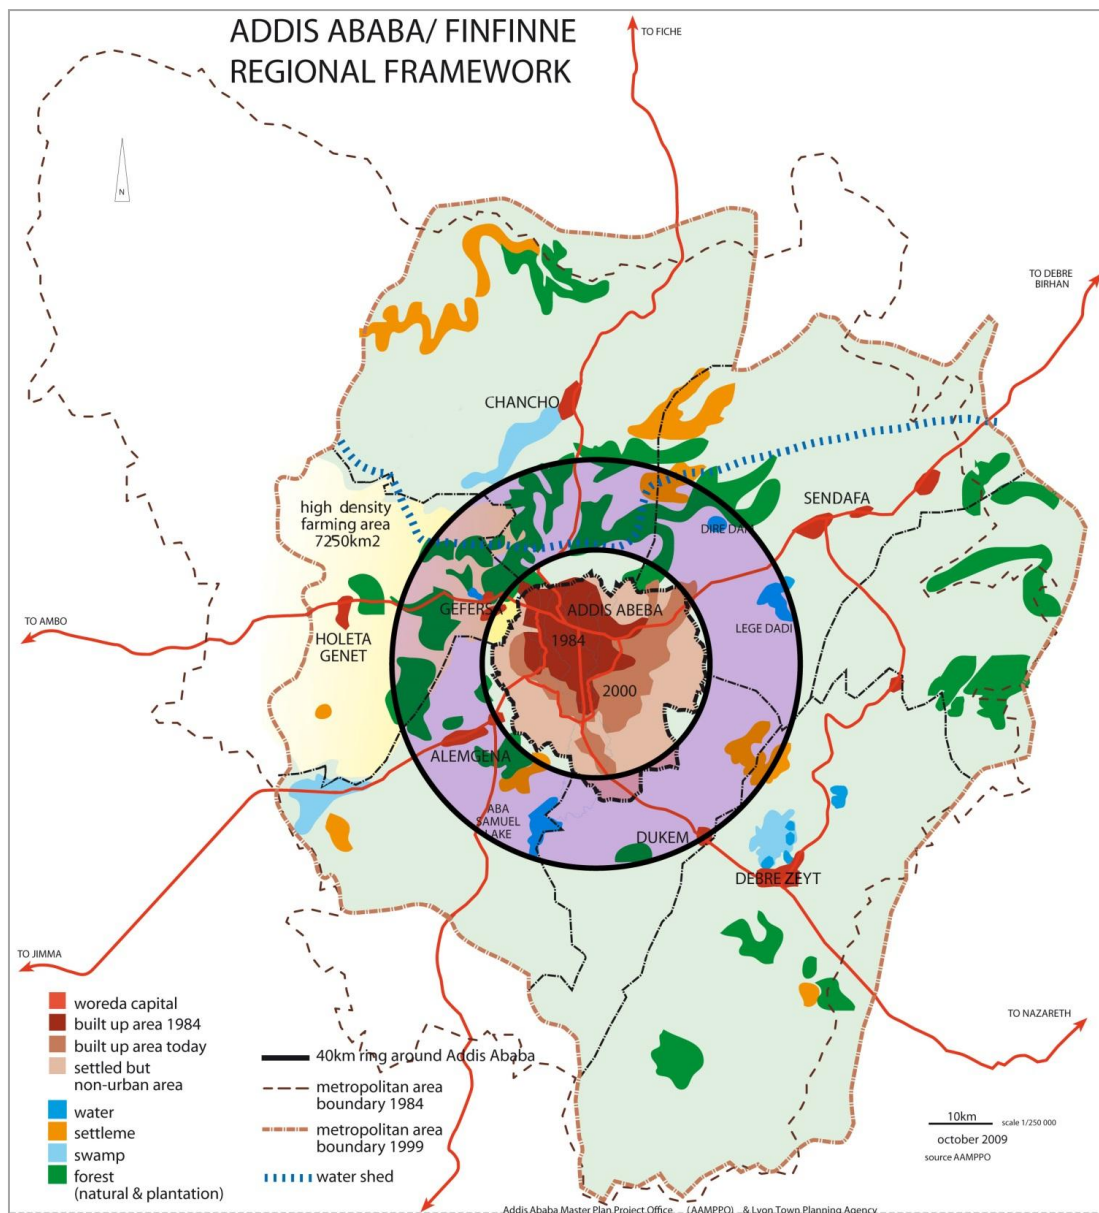 ADDIS ABABA/ FINFINNE
REGIONAL FRAMEWORK
TO FICHE
N
TO DEBRE
BIRHAN
CHANCHO
high density
farming area
7250km2
SENDAFA
DIRE DAM
GEFERS
ADDIS ABEBA
TO AMBO
HOLETA
GENET
LEGE DADI
1984
2000
ALEMGENA
ABA
SAMUEL
LAKE
DUKEM
DEBRE ZEYT
TO JIMMA
TO NAZARETH
woreda capital
built up area 1984
built up area today
settled but
non-urban area
water
settleme
swamp
forest
(natural & plantation)
40km ring around Addis Ababa
metropolitan area
boundary 1984
metropolitan area
boundary 1999
water shed
10km
scale 1/250 000
october 2009
source AAMPPO
Addis Ababa Master Plan Project Office (AAMPPO) & Lyon Town Planning Agency